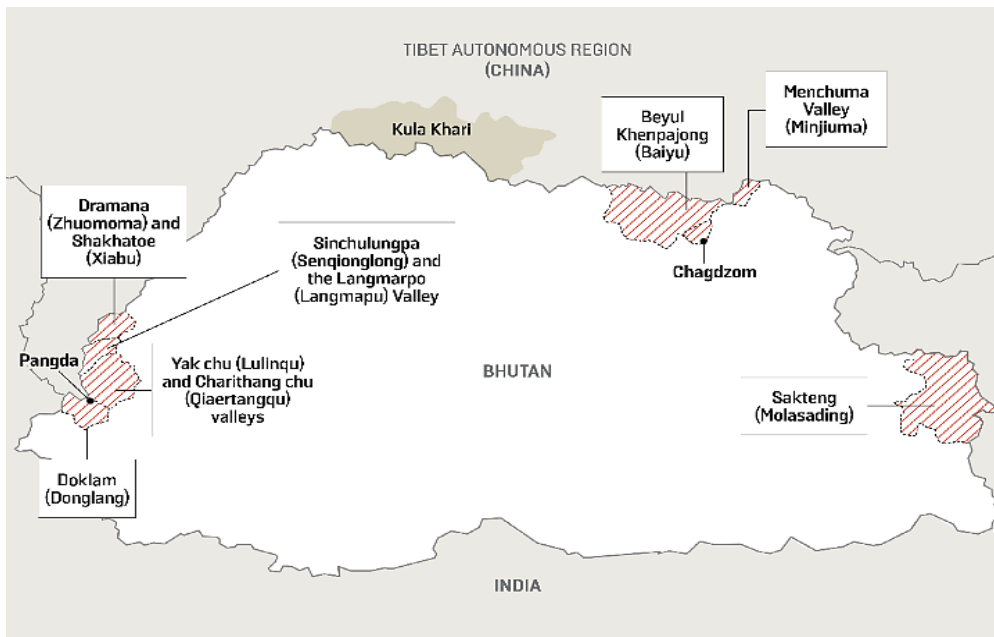 TIBET AUTONOMOUS REGION
(CHINA)
Kula Khari
Beyul
Khenpajong
(Baiyu)
Menchuma
Valley
(Minjiuma)
Dramana
(Zhuomoma) and
Shakhatoe
(Xiabu)
Sinchulungpa
(Senqionglong) and
the Langmarpo
(Langmapu) Valley
Chagdzom
Pangda
Yak chu (Lulinqu)
and Charithang chu
(Qiaertangqu)
valleys
BHUTAN
Sakteng
(Molasading)
Doklam
(Donglang)
INDIA